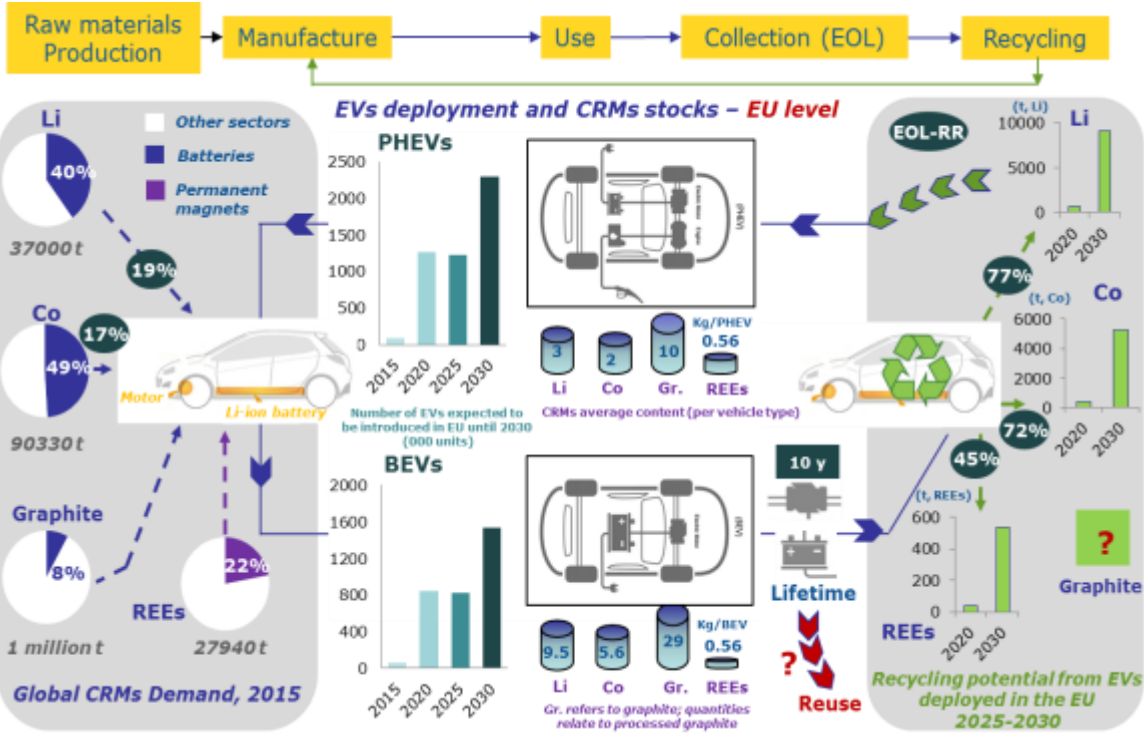 Raw materials
Production
Manufacture
Use
Collection (EOL)
Recycling
EVs deployment and CRMs stocks – EU level
Li
40%
37000 t
Other sectors
Batteries
Permanent
magnets
19%
Co
49%
17%
90330 t
Motor
Li-ion battery
Graphite
8%
1 million t
REEs
22%
27940 t
Global CRMs Demand, 2015
PHEVs
2500
2000
1500
1000
500
0
2015
2020
2025
2030
Number of EVs expected to
be introduced in EU until 2030
(000 units)
BEVs
2000
1600
1200
800
400
0
2015
2020
2025
2030
Electric Motor
Engine
(PHEV)
Kg/PHEV
0.56
3
2
10
Li
Co
Gr.
REEs
CRMs average content (per vehicle type)
Electric Motor
(BEV)
Kg/BEV
0.56
9.5
5.6
29
Li
Co
Gr.
REEs
Gr. refers to graphite; quantities
relate to processed graphite
10 y
Lifetime
?
Reuse
EOL-RR
(t, Li)
Li
10000
5000
0
2020
2030
77%
(t, Co)
Co
6000
4000
2000
0
2020
2030
72%
45%
(t, REEs)
600
400
200
0
2020
2030
REEs
?
Graphite
Recycling potential from EVs
deployed in the EU
2025-2030